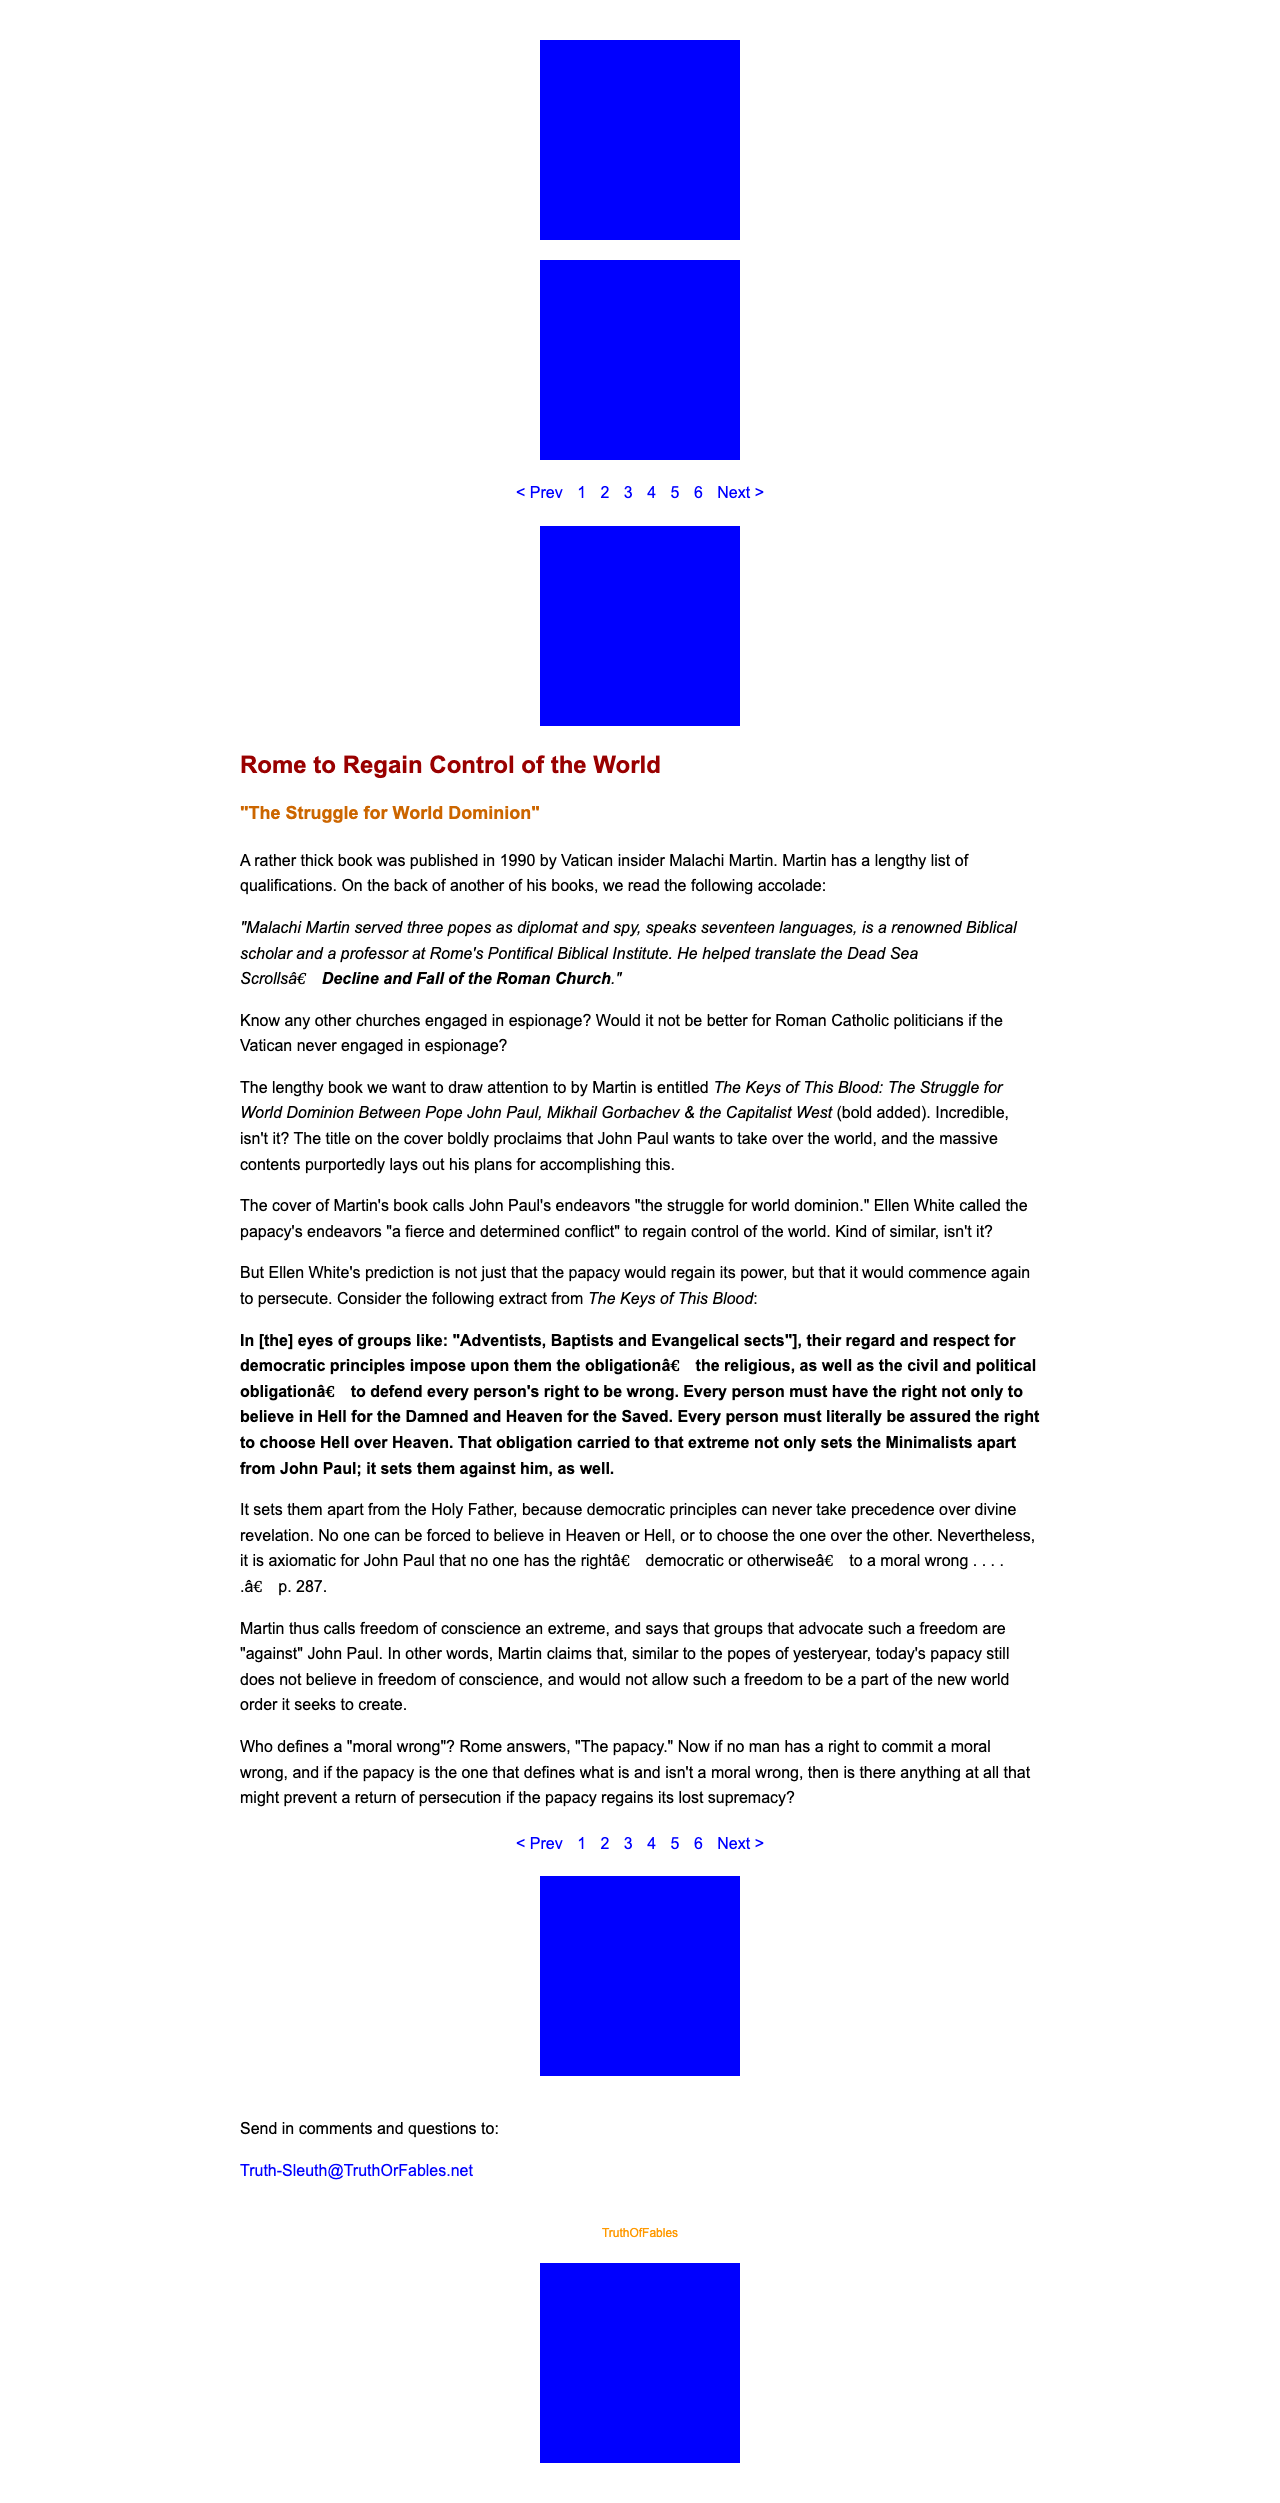 < Prev 1 2 3 4 5 6 Next >
Rome to Regain Control of the World
"The Struggle for World Dominion"
A rather thick book was published in 1990 by Vatican insider Malachi Martin. Martin has a lengthy list of
qualifications. On the back of another of his books, we read the following accolade:
"Malachi Martin served three popes as diplomat and spy, speaks seventeen languages, is a renowned Biblical
scholar and a professor at Rome's Pontifical Biblical Institute. He helped translate the Dead Sea
Scrollsâ€ Decline and Fall of the Roman Church."
Know any other churches engaged in espionage? Would it not be better for Roman Catholic politicians if the
Vatican never engaged in espionage?
The lengthy book we want to draw attention to by Martin is entitled The Keys of This Blood: The Struggle for
World Dominion Between Pope John Paul, Mikhail Gorbachev & the Capitalist West (bold added). Incredible,
isn't it? The title on the cover boldly proclaims that John Paul wants to take over the world, and the massive
contents purportedly lays out his plans for accomplishing this.
The cover of Martin's book calls John Paul's endeavors "the struggle for world dominion." Ellen White called the
papacy's endeavors "a fierce and determined conflict" to regain control of the world. Kind of similar, isn't it?
But Ellen White's prediction is not just that the papacy would regain its power, but that it would commence again
to persecute. Consider the following extract from The Keys of This Blood:
In [the] eyes of groups like: "Adventists, Baptists and Evangelical sects"], their regard and respect for
democratic principles impose upon them the obligationâ€ the religious, as well as the civil and political
obligationâ€ to defend every person's right to be wrong. Every person must have the right not only to
believe in Hell for the Damned and Heaven for the Saved. Every person must literally be assured the right
to choose Hell over Heaven. That obligation carried to that extreme not only sets the Minimalists apart
from John Paul; it sets them against him, as well.
It sets them apart from the Holy Father, because democratic principles can never take precedence over divine
revelation. No one can be forced to believe in Heaven or Hell, or to choose the one over the other. Nevertheless,
it is axiomatic for John Paul that no one has the rightâ€ democratic or otherwiseâ€ to a moral wrong . . . .
.â€ p. 287.
Martin thus calls freedom of conscience an extreme, and says that groups that advocate such a freedom are
"against" John Paul. In other words, Martin claims that, similar to the popes of yesteryear, today's papacy still
does not believe in freedom of conscience, and would not allow such a freedom to be a part of the new world
order it seeks to create.
Who defines a "moral wrong"? Rome answers, "The papacy." Now if no man has a right to commit a moral
wrong, and if the papacy is the one that defines what is and isn't a moral wrong, then is there anything at all that
might prevent a return of persecution if the papacy regains its lost supremacy?
< Prev 1 2 3 4 5 6 Next >
Send in comments and questions to:
Truth-Sleuth@TruthOrFables.net
TruthOfFables